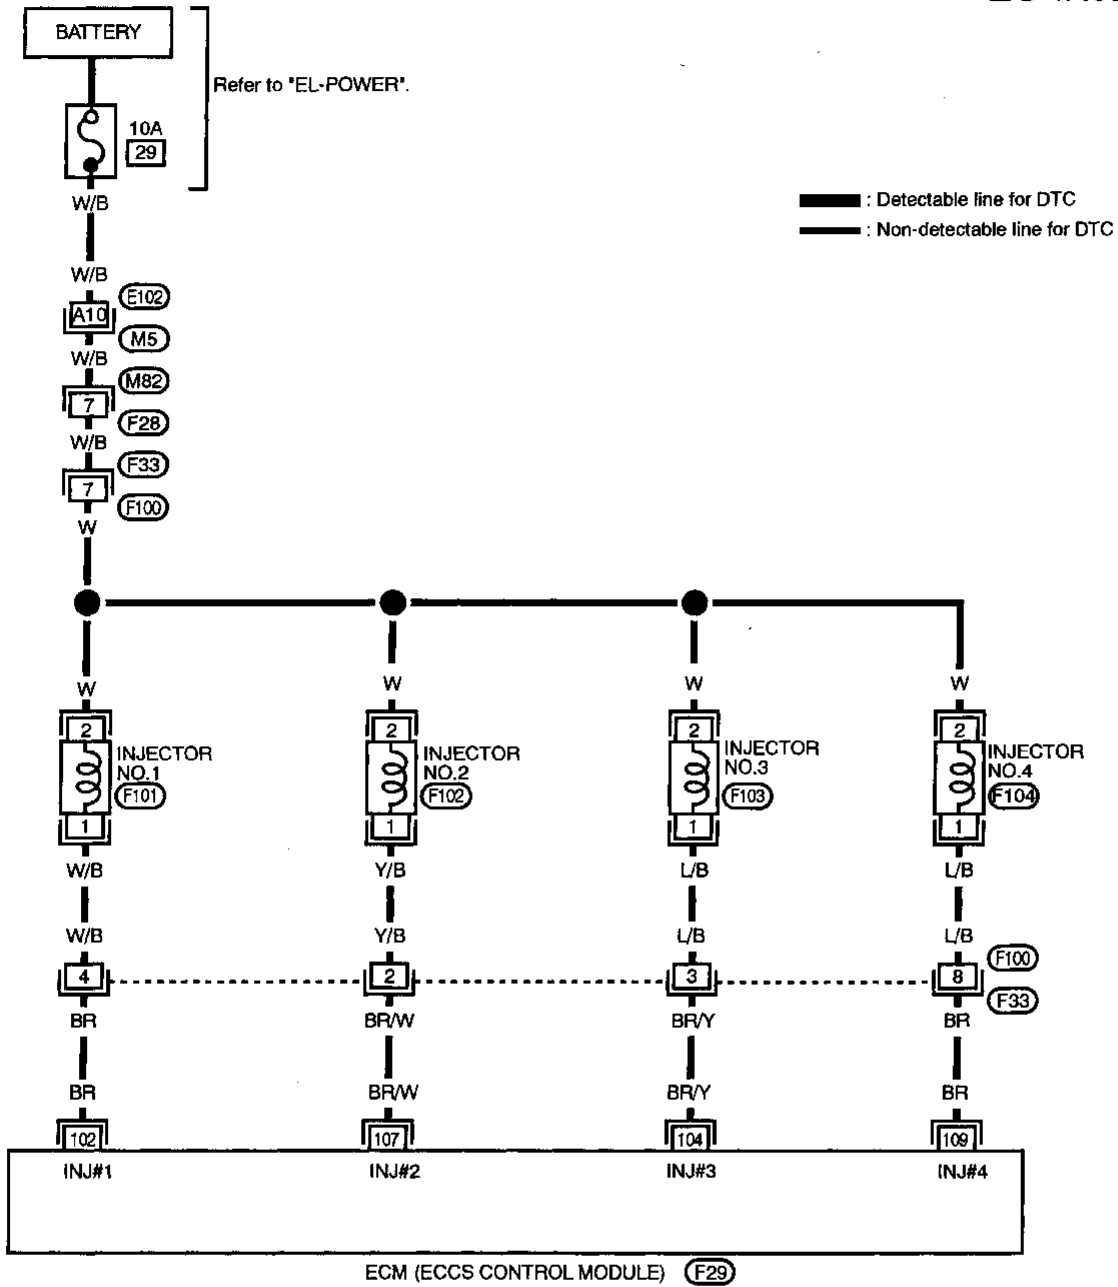 BATTERY
Refer to "EL-POWER".
10A
29
W/B
: Detectable line for DTC
: Non-detectable line for DTC
W/B
E102
A10
M5
W/B
M82
7
F28
W/B
F33
7
F100
W
W W W W
2 2 2 2
INJECTOR NO.1 F101
INJECTOR NO.2 F102
INJECTOR NO.3 F103
INJECTOR NO.4 F104
1 1 1 1
W/B Y/B L/B L/B
W/B Y/B L/B L/B
F100
4 2 3 8
F33
BR BR/W BR/Y BR
BR BR/W BR/Y BR
102 107 104 109
INJ#1 INJ#2 INJ#3 INJ#4
ECM (ECCS CONTROL MODULE) F29